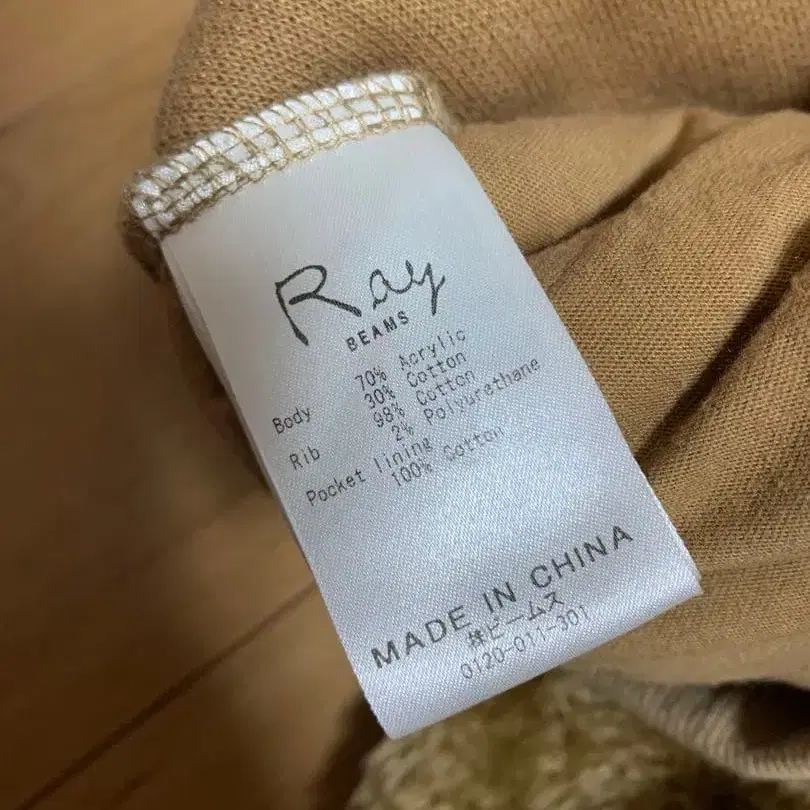 Ray
BEAMS
Body 70% Acrylic
30% Cotton
Rib 98% Cotton
2% Polyurethane
Pocket lining
100% Cotton
MADE IN CHINA
㈱ビームス
0120-011-301